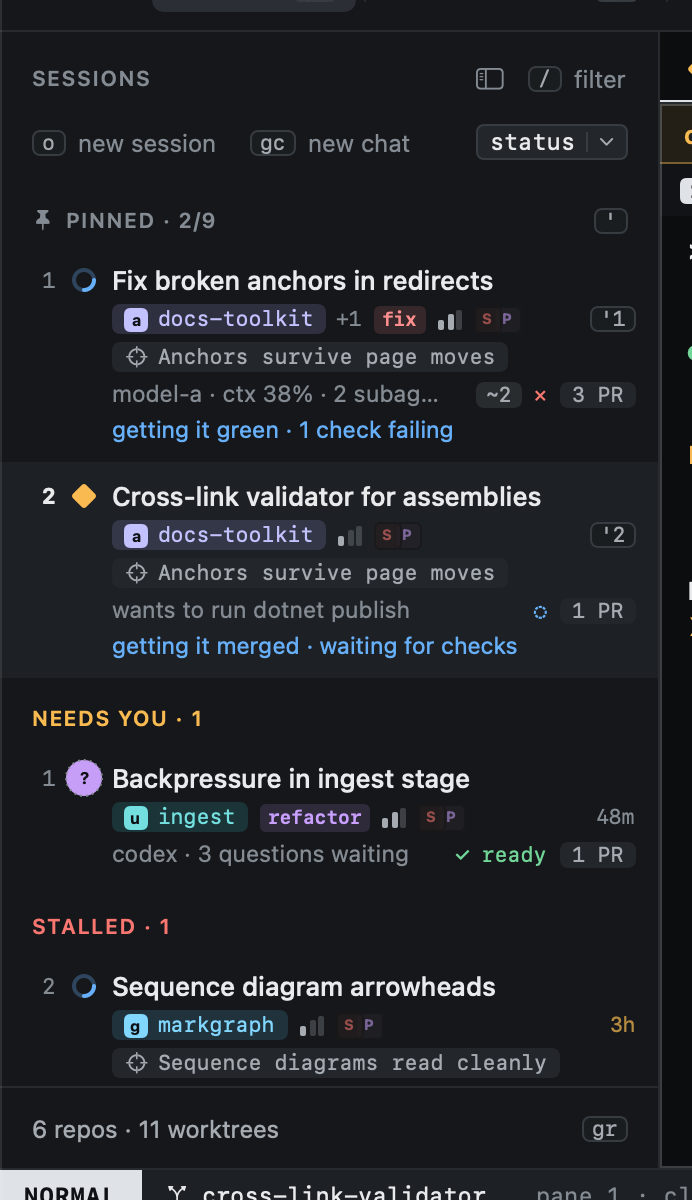 SESSIONS / filter
o new session gc new chat status
PINNED · 2/9 '
1 Fix broken anchors in redirects
a docs-toolkit +1 fix S P '1
Anchors survive page moves
model-a · ctx 38% · 2 subag… ~2 × 3 PR
getting it green · 1 check failing
2 Cross-link validator for assemblies
a docs-toolkit S P '2
Anchors survive page moves
wants to run dotnet publish 1 PR
getting it merged · waiting for checks
NEEDS YOU · 1
1 ? Backpressure in ingest stage
u ingest refactor S P 48m
codex · 3 questions waiting ✓ ready 1 PR
STALLED · 1
2 Sequence diagram arrowheads
g markgraph S P 3h
Sequence diagrams read cleanly
6 repos · 11 worktrees gr
NORMAL cross-link-validator pane 1 ·